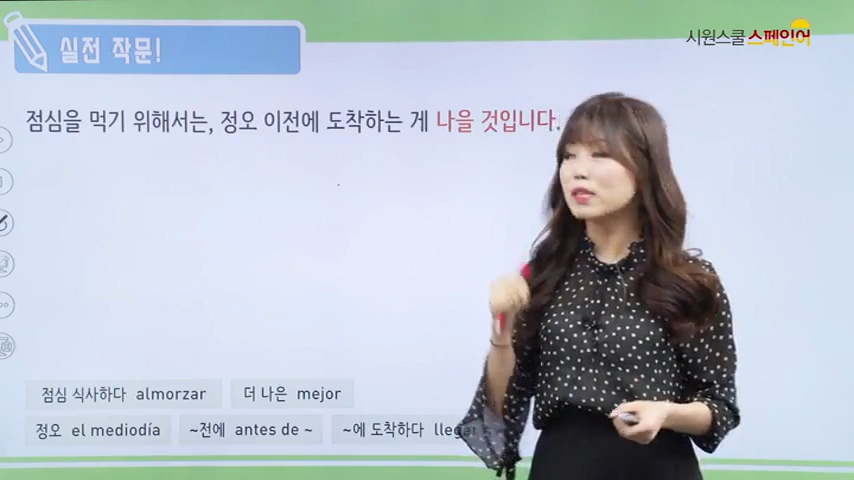 실전 작문!
시원스쿨 스페인어
점심을 먹기 위해서는, 정오 이전에 도착하는 게 나을 것입니다.
점심 식사하다 almorzar
더 나은 mejor
정오 el mediodía
~전에 antes de ~
~에 도착하다 llegar